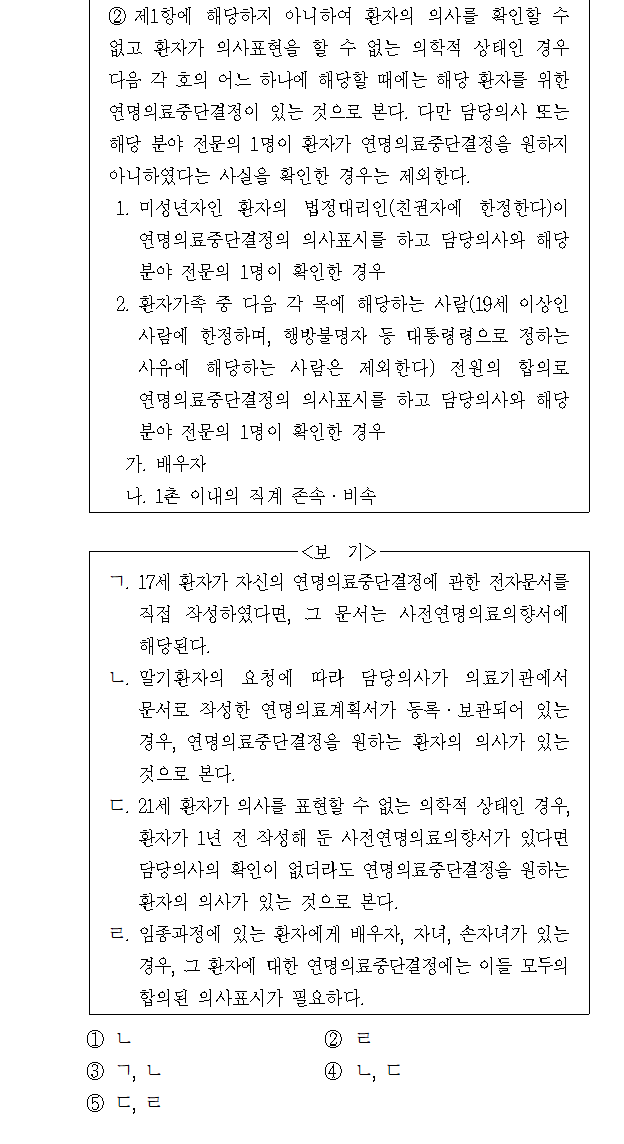 ② 제1항에 해당하지 아니하여 환자의 의사를 확인할 수
없고 환자가 의사표현을 할 수 없는 의학적 상태인 경우
다음 각 호의 어느 하나에 해당할 때에는 해당 환자를 위한
연명의료중단결정이 있는 것으로 본다. 다만 담당의사 또는
해당 분야 전문의 1명이 환자가 연명의료중단결정을 원하지
아니하였다는 사실을 확인한 경우는 제외한다.
1. 미성년자인 환자의 법정대리인(친권자에 한정한다)이
연명의료중단결정의 의사표시를 하고 담당의사와 해당
분야 전문의 1명이 확인한 경우
2. 환자가족 중 다음 각 목에 해당하는 사람(19세 이상인
사람에 한정하며, 행방불명자 등 대통령령으로 정하는
사유에 해당하는 사람은 제외한다) 전원의 합의로
연명의료중단결정의 의사표시를 하고 담당의사와 해당
분야 전문의 1명이 확인한 경우
가. 배우자
나. 1촌 이내의 직계 존속·비속
<보 기>
ㄱ. 17세 환자가 자신의 연명의료중단결정에 관한 전자문서를
직접 작성하였다면, 그 문서는 사전연명의료의향서에
해당된다.
ㄴ. 말기환자의 요청에 따라 담당의사가 의료기관에서
문서로 작성한 연명의료계획서가 등록·보관되어 있는
경우, 연명의료중단결정을 원하는 환자의 의사가 있는
것으로 본다.
ㄷ. 21세 환자가 의사를 표현할 수 없는 의학적 상태인 경우,
환자가 1년 전 작성해 둔 사전연명의료의향서가 있다면
담당의사의 확인이 없더라도 연명의료중단결정을 원하는
환자의 의사가 있는 것으로 본다.
ㄹ. 임종과정에 있는 환자에게 배우자, 자녀, 손자녀가 있는
경우, 그 환자에 대한 연명의료중단결정에는 이들 모두의
합의된 의사표시가 필요하다.
① ㄴ ② ㄹ
③ ㄱ, ㄴ ④ ㄴ, ㄷ
⑤ ㄷ, ㄹ